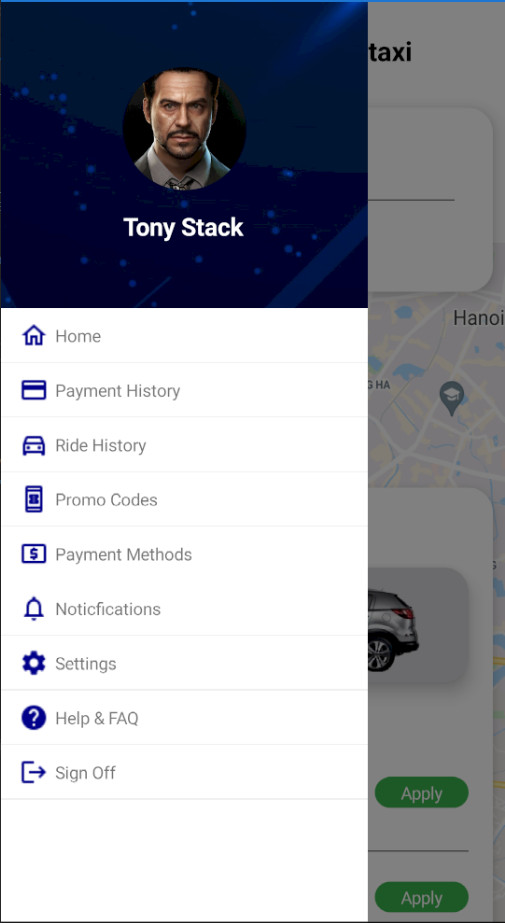 taxi
Tony Stack
Hanoi
Home
G HA
Payment History
Ride History
Promo Codes
Payment Methods
Noticfications
Settings
Help & FAQ
Sign Off
Apply
Apply